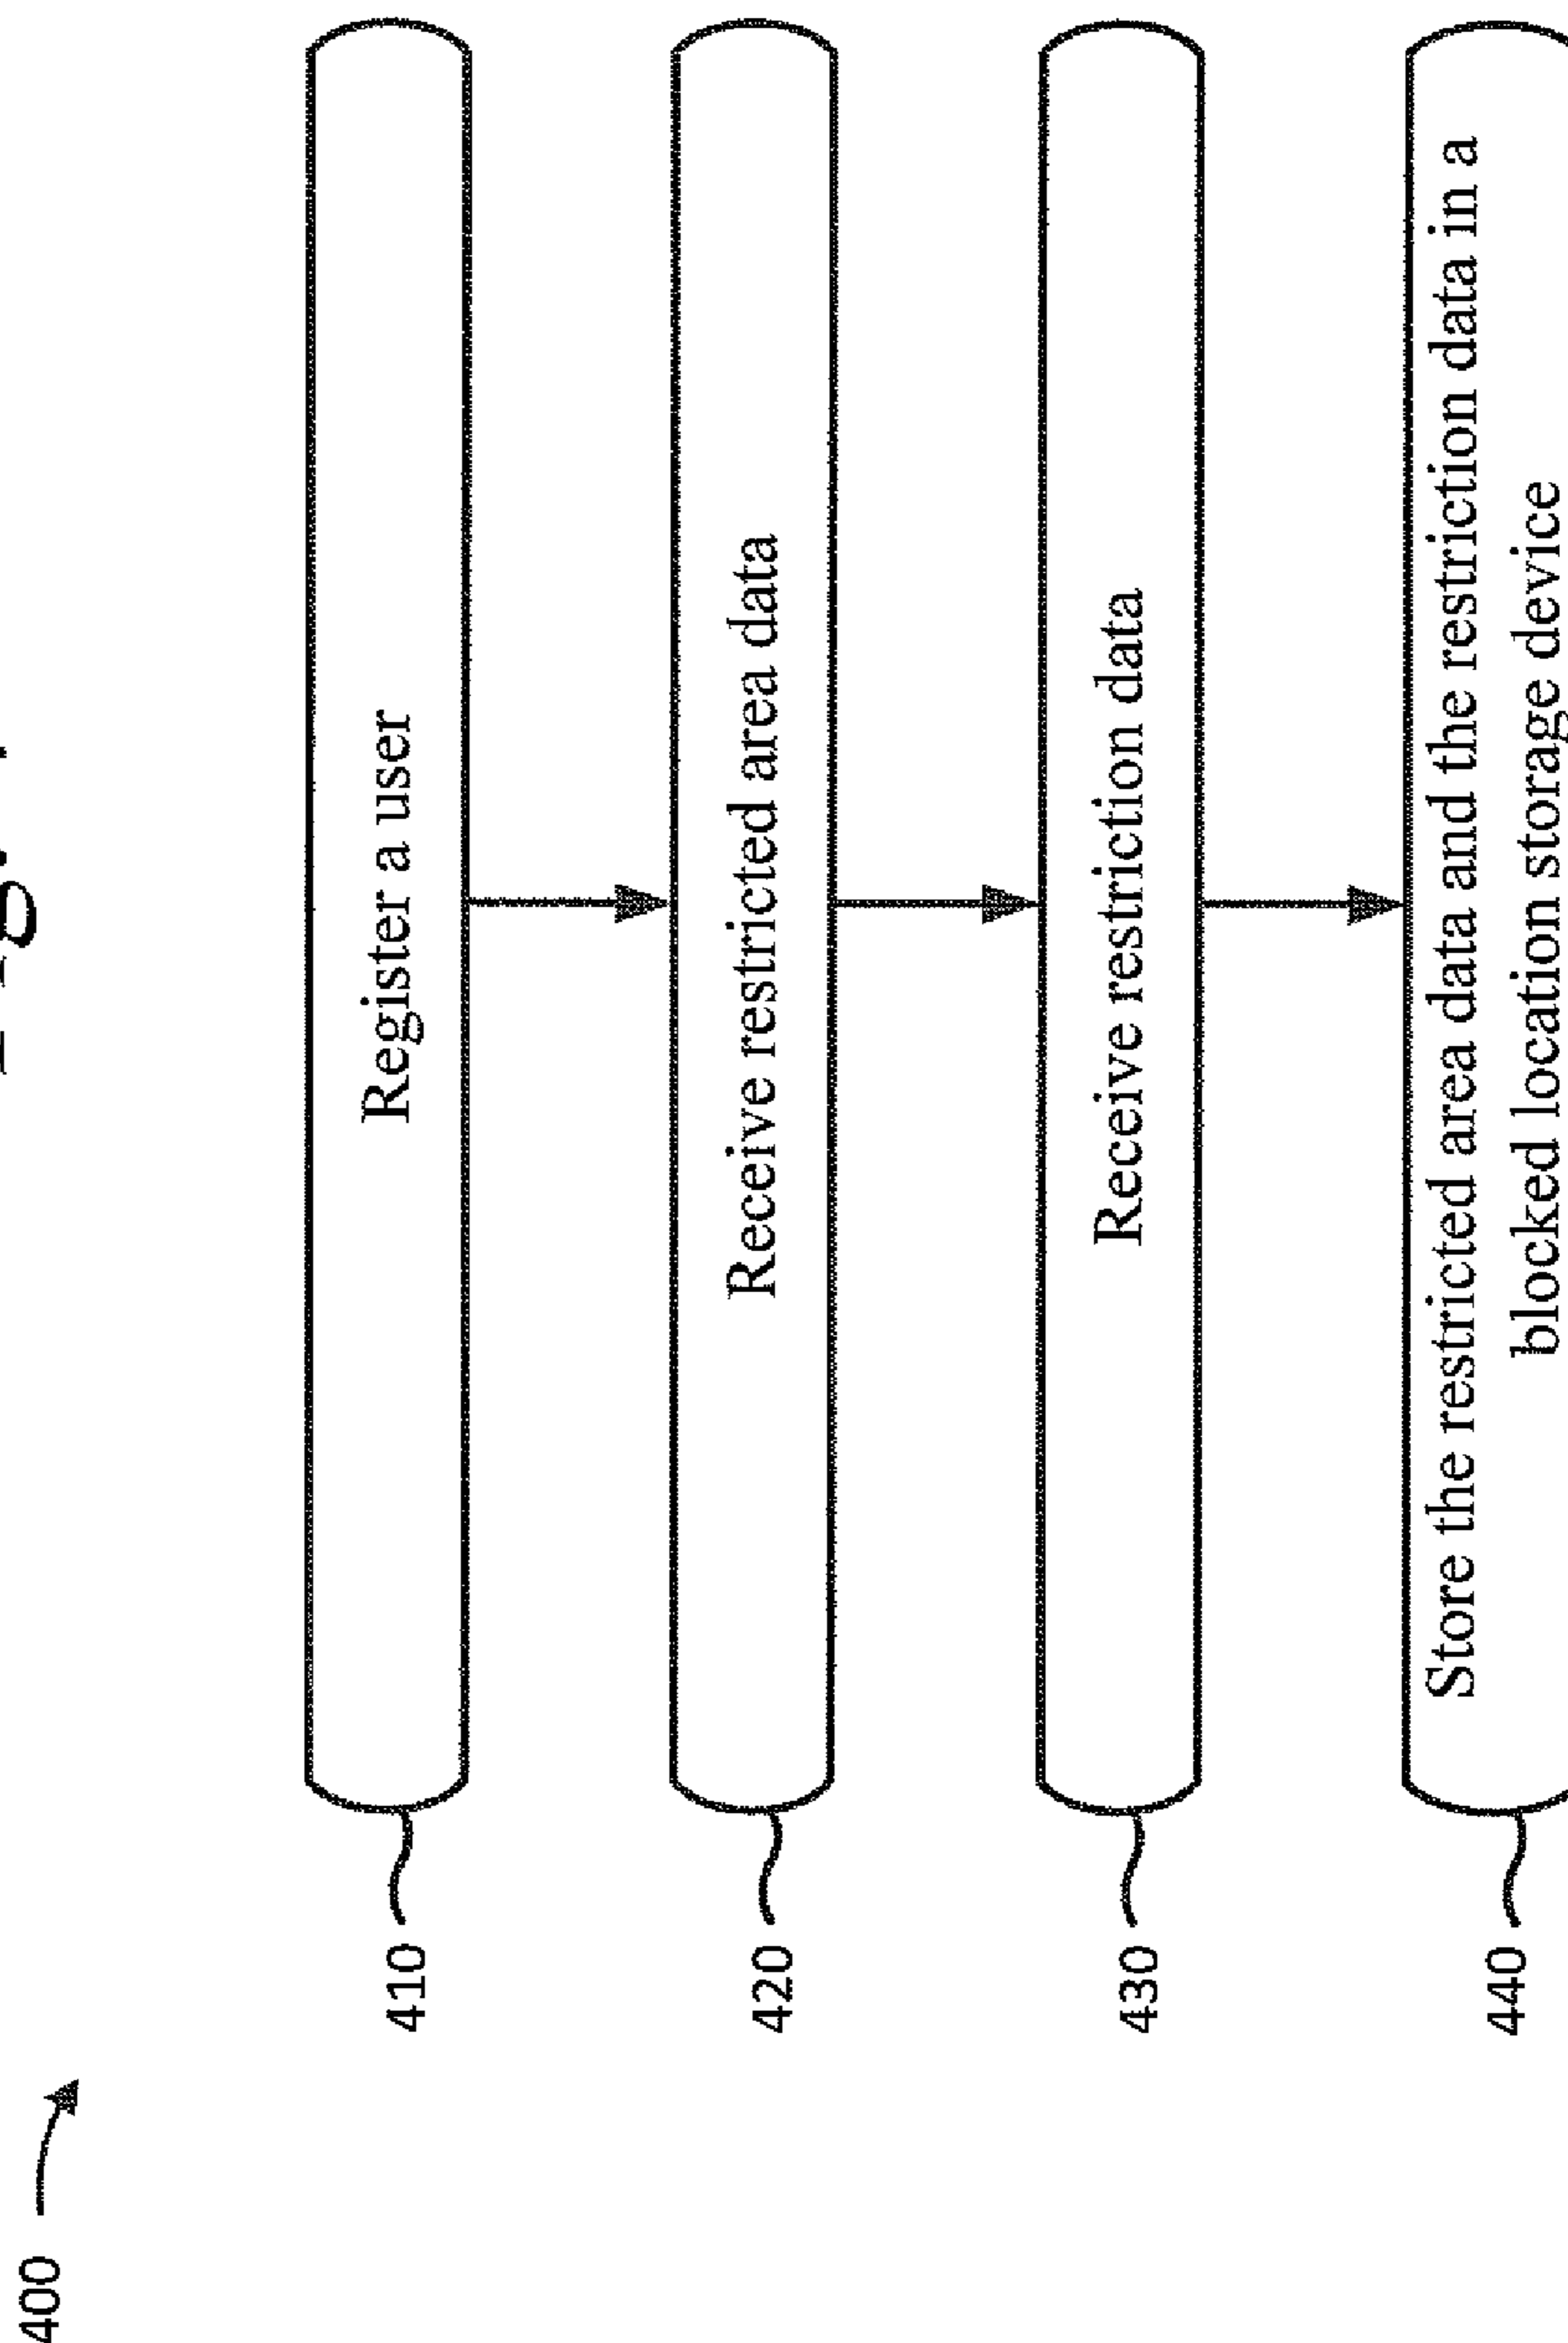 400
410
Register a user
420
Receive restricted area data
430
Receive restriction data
440
Store the restricted area data and the restriction data in a
blocked location storage device